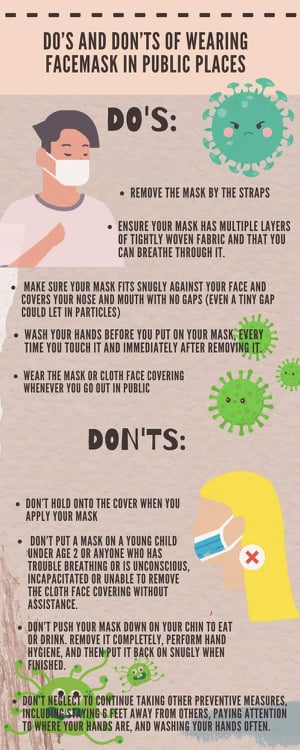 DO'S AND DON'TS OF WEARING
FACEMASK IN PUBLIC PLACES
DO'S:
• REMOVE THE MASK BY THE STRAPS
• ENSURE YOUR MASK HAS MULTIPLE LAYERS
OF TIGHTLY WOVEN FABRIC AND THAT YOU
CAN BREATHE THROUGH IT.
• MAKE SURE YOUR MASK FITS SNUGLY AGAINST YOUR FACE AND
COVERS YOUR NOSE AND MOUTH WITH NO GAPS (EVEN A TINY GAP
COULD LET IN PARTICLES)
• WASH YOUR HANDS BEFORE YOU PUT ON YOUR MASK, EVERY
TIME YOU TOUCH IT AND IMMEDIATELY AFTER REMOVING IT.
• WEAR THE MASK OR CLOTH FACE COVERING
WHENEVER YOU GO OUT IN PUBLIC
DON'TS:
• DON'T HOLD ONTO THE COVER WHEN YOU
APPLY YOUR MASK
• DON'T PUT A MASK ON A YOUNG CHILD
UNDER AGE 2 OR ANYONE WHO HAS
TROUBLE BREATHING OR IS UNCONSCIOUS,
INCAPACITATED OR UNABLE TO REMOVE
THE CLOTH FACE COVERING WITHOUT
ASSISTANCE.
• DON'T PUSH YOUR MASK DOWN ON YOUR CHIN TO EAT
OR DRINK. REMOVE IT COMPLETELY, PERFORM HAND
HYGIENE, AND THEN PUT IT BACK ON SNUGLY WHEN
FINISHED.
• DON'T NEGLECT TO CONTINUE TAKING OTHER PREVENTIVE MEASURES,
INCLUDING STAYING 6 FEET AWAY FROM OTHERS, PAYING ATTENTION
TO WHERE YOUR HANDS ARE, AND WASHING YOUR HANDS OFTEN.